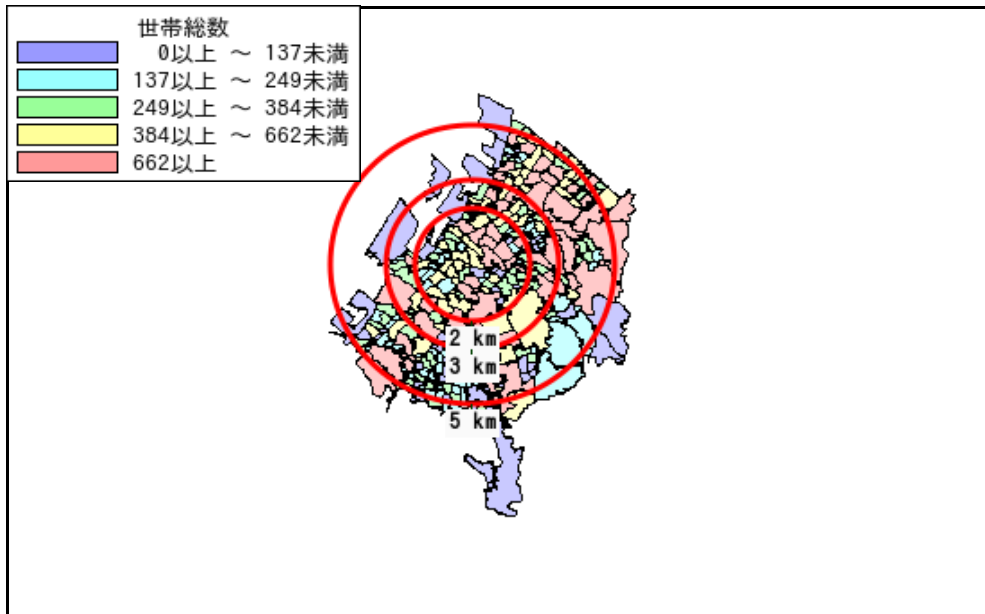 世帯総数
0以上 ～ 137未満
137以上 ～ 249未満
249以上 ～ 384未満
384以上 ～ 662未満
662以上
2 km
3 km
5 km